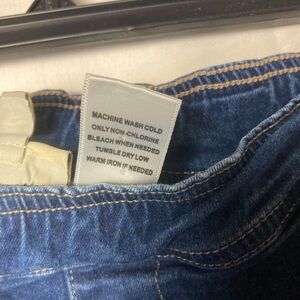 MACHINE WASH COLD
ONLY NON-CHLORINE
BLEACH WHEN NEEDED
TUMBLE DRY LOW
WARM IRON IF NEEDED